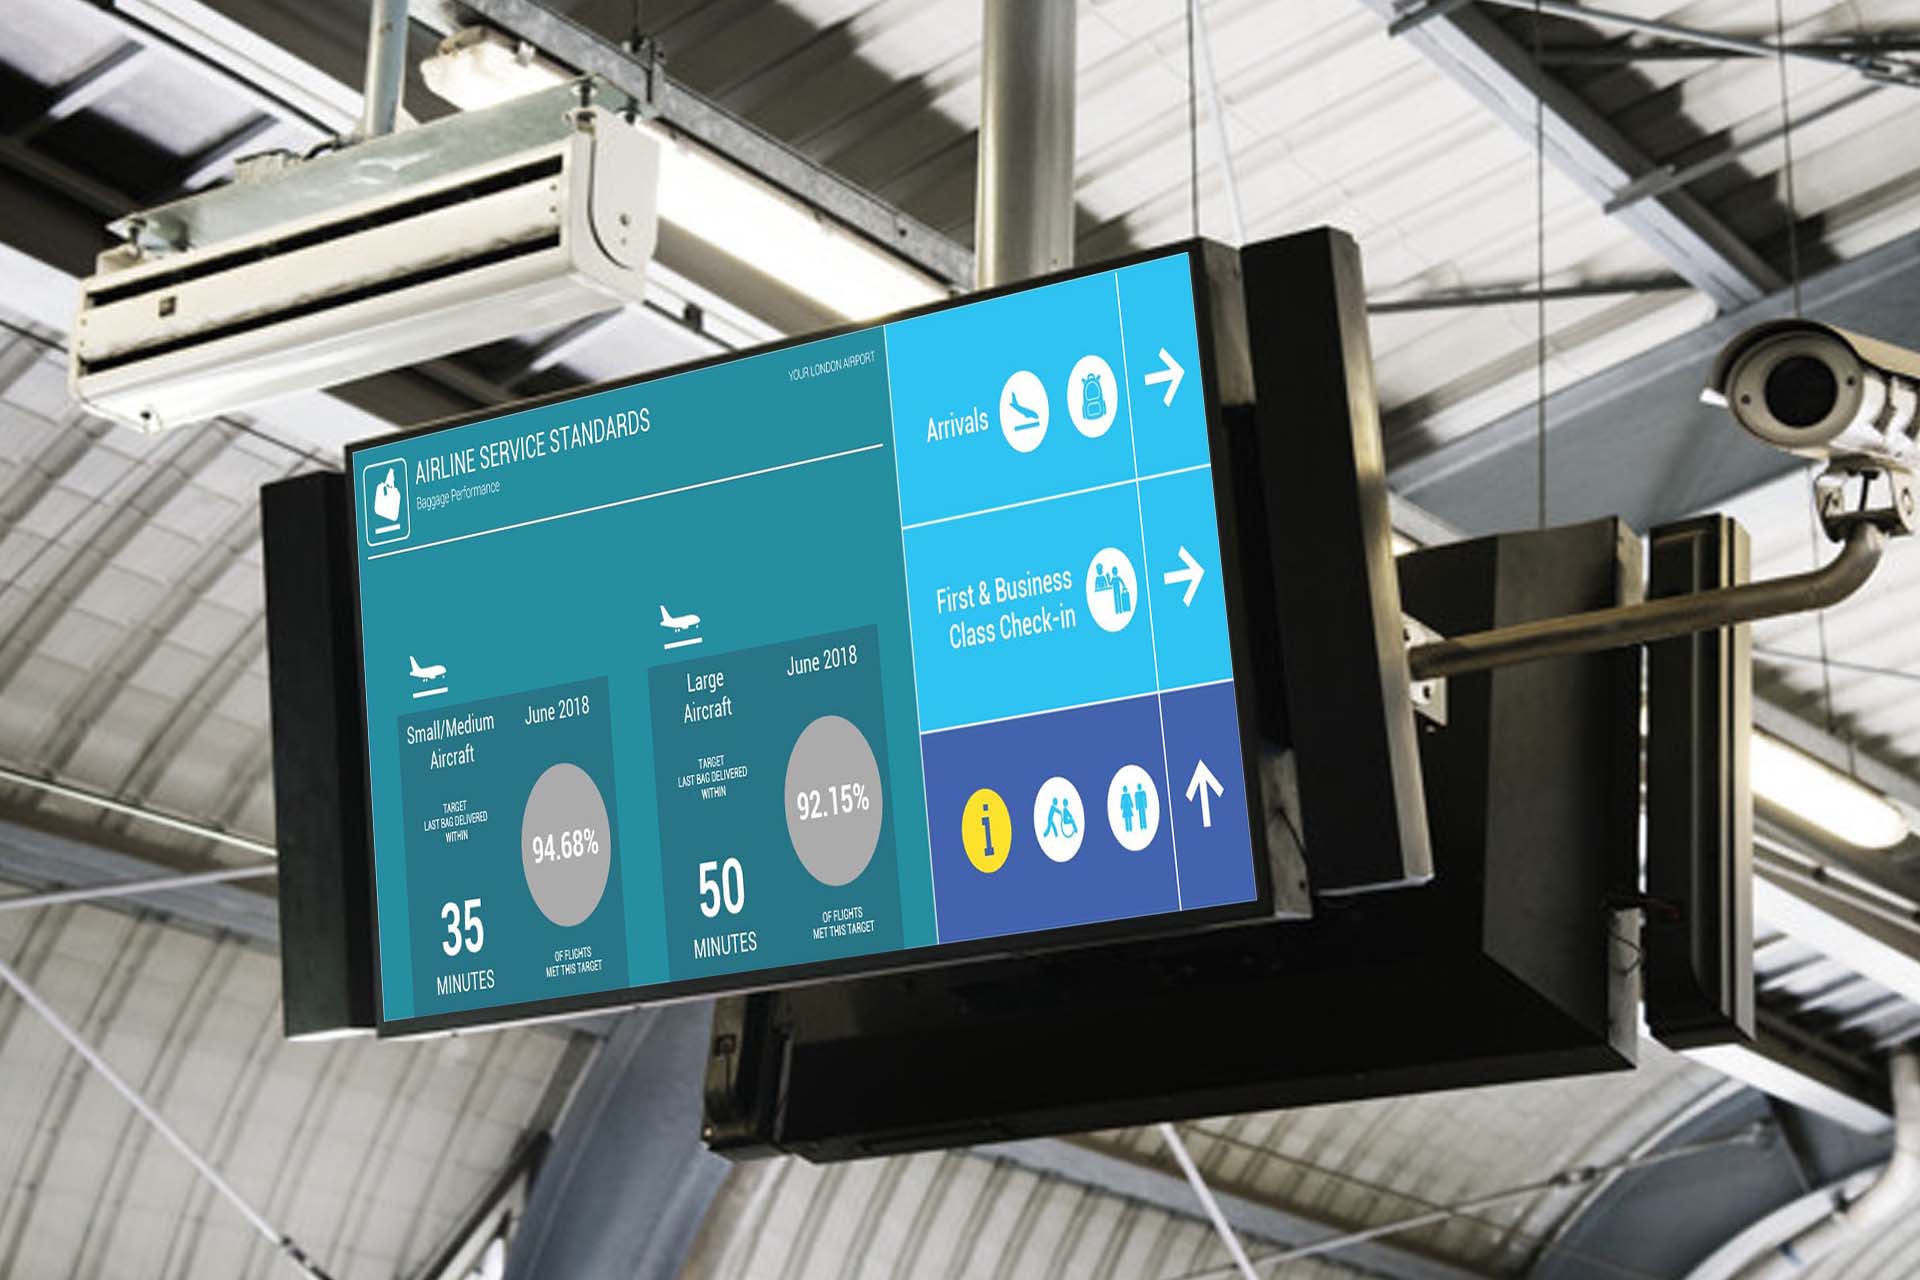 YOUR LONDON AIRPORT
AIRLINE SERVICE STANDARDS
Baggage Performance
Small/Medium
Aircraft
June 2018
TARGET
LAST BAG DELIVERED
WITHIN
94.68%
35
MINUTES
OF FLIGHTS
MET THIS TARGET
Large
Aircraft
June 2018
TARGET
LAST BAG DELIVERED
WITHIN
92.15%
50
MINUTES
OF FLIGHTS
MET THIS TARGET
Arrivals
First & Business
Class Check-in
i